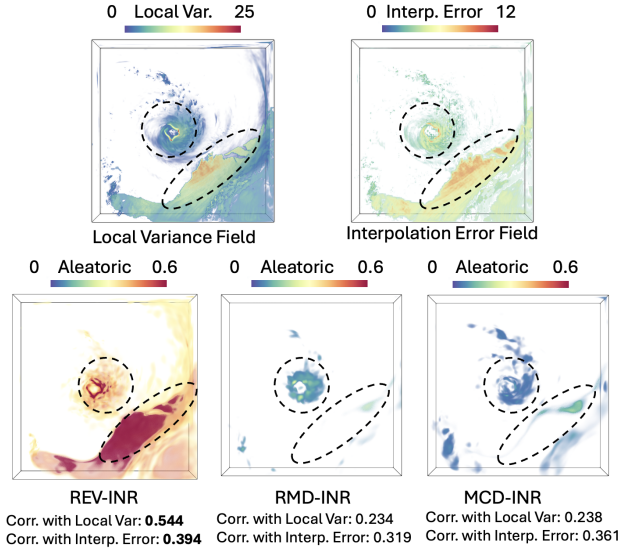 0 Local Var. 25
0 Interp. Error 12
Local Variance Field
Interpolation Error Field
0 Aleatoric 0.6
0 Aleatoric 0.6
0 Aleatoric 0.6
REV-INR
RMD-INR
MCD-INR
Corr. with Local Var: 0.544
Corr. with Interp. Error: 0.394
Corr. with Local Var: 0.234
Corr. with Interp. Error: 0.319
Corr. with Local Var: 0.238
Corr. with Interp. Error: 0.361